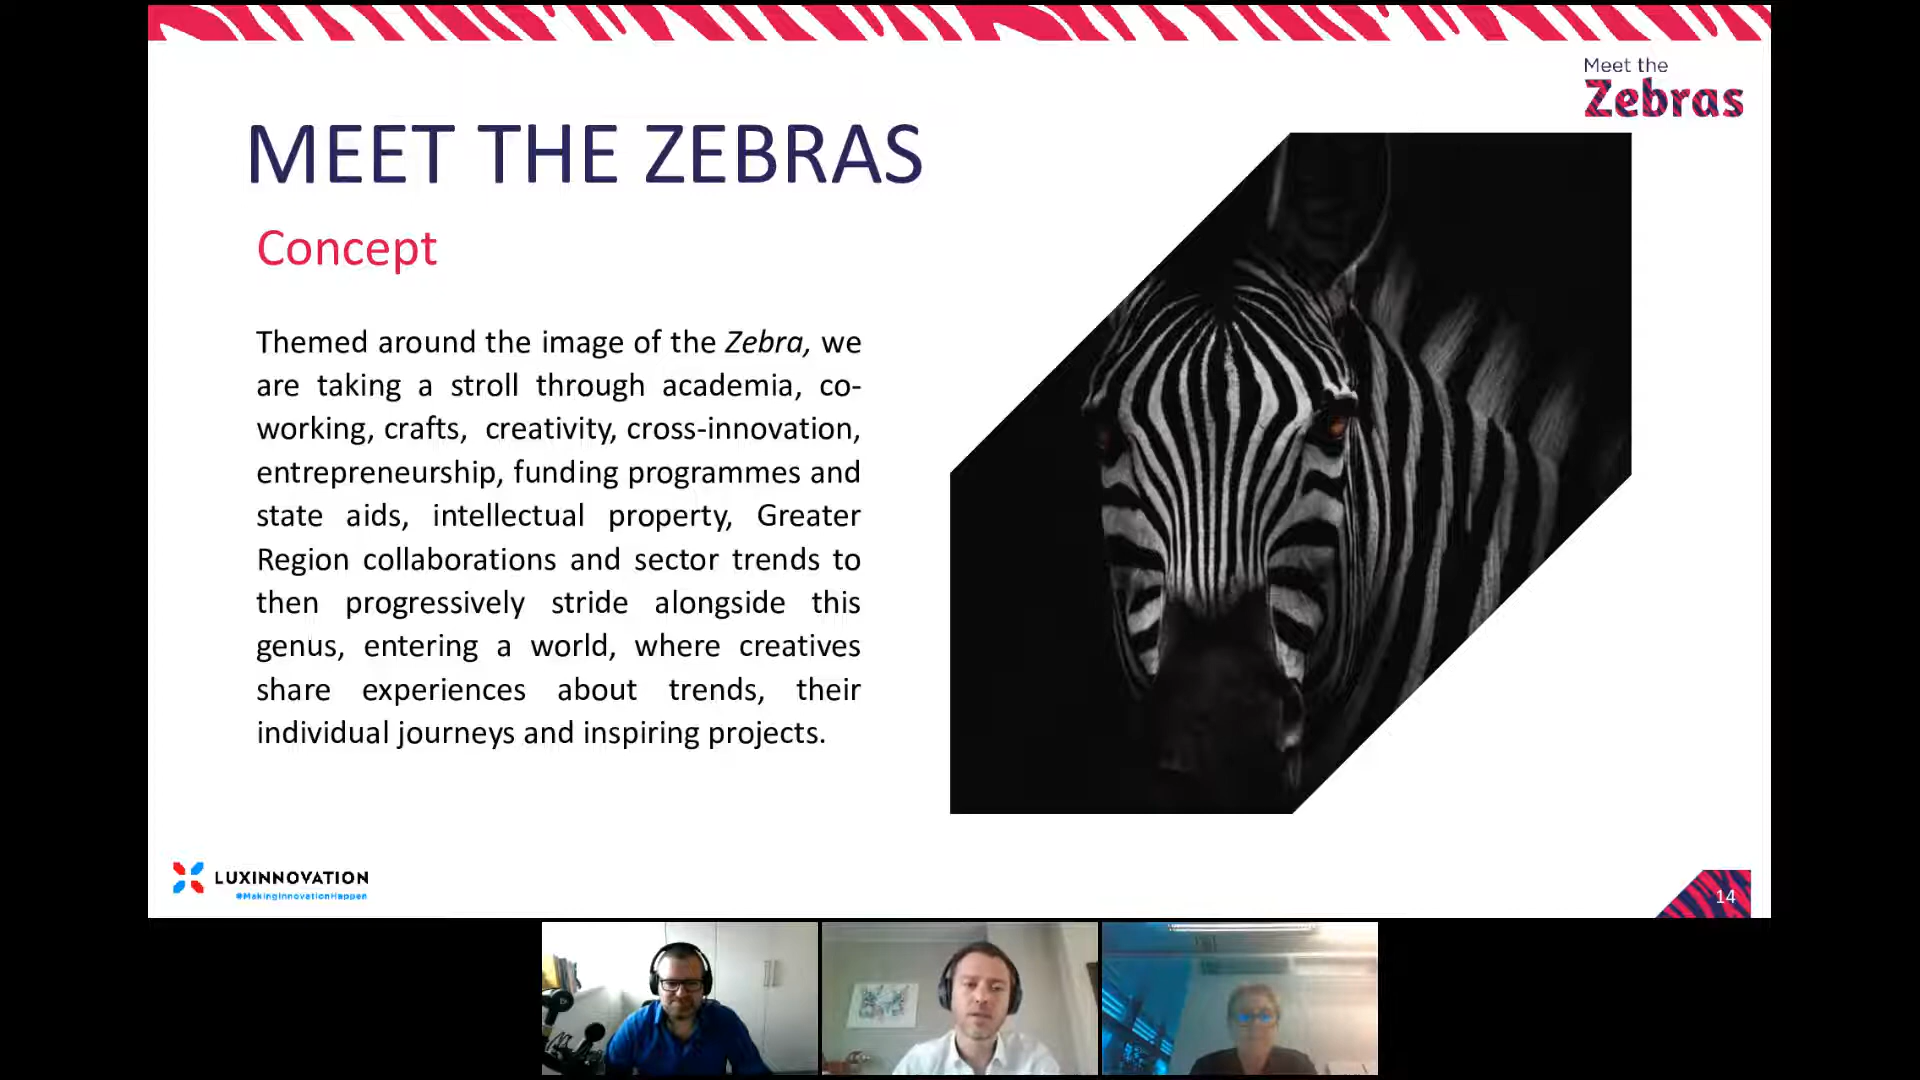 Meet the
Zebras
MEET THE ZEBRAS
Concept
Themed around the image of the Zebra, we
are taking a stroll through academia, co-
working, crafts, creativity, cross-innovation,
entrepreneurship, funding programmes and
state aids, intellectual property, Greater
Region collaborations and sector trends to
then progressively stride alongside this
genus, entering a world, where creatives
share experiences about trends, their
individual journeys and inspiring projects.
LUXINNOVATION
#MakingInnovationHappen
14